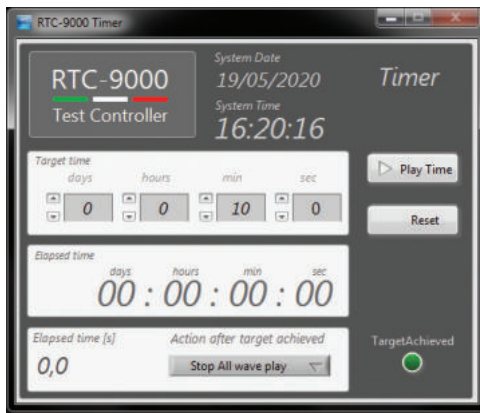 RTC-9000 Timer
RTC-9000
Test Controller
System Date
19/05/2020
System Time
16:20:16
Timer
Target time
days hours min sec
0 0 10 0
Play Time
Reset
Elapsed time
days hours min sec
00 : 00 : 00 : 00
Elapsed time [s]
0,0
Action after target achieved
Stop All wave play
TargetAchieved